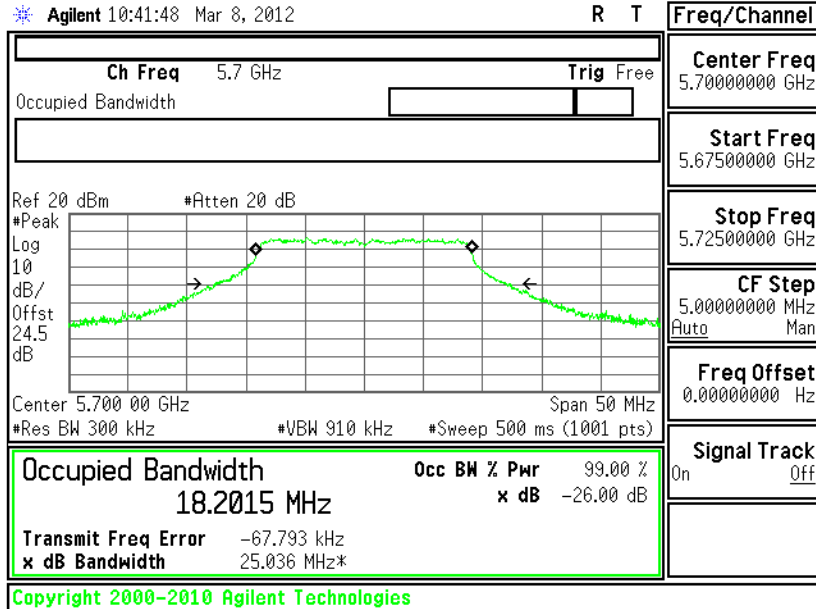 Agilent 10:41:48 Mar 8, 2012 R T
Freq/Channel
Ch Freq 5.7 GHz Trig Free
Occupied Bandwidth
Center Freq
5.70000000 GHz
Start Freq
5.67500000 GHz
Stop Freq
5.72500000 GHz
CF Step
5.00000000 MHz
Auto Man
Freq Offset
0.00000000 Hz
Signal Track
On Off
Ref 20 dBm #Atten 20 dB
#Peak
Log
10
dB/
Offst
24.5
dB
Center 5.700 00 GHz Span 50 MHz
#Res BW 300 kHz #VBW 910 kHz #Sweep 500 ms (1001 pts)
Occupied Bandwidth
18.2015 MHz
Occ BW % Pwr 99.00 %
x dB -26.00 dB
Transmit Freq Error -67.793 kHz
x dB Bandwidth 25.036 MHz*
Copyright 2000-2010 Agilent Technologies